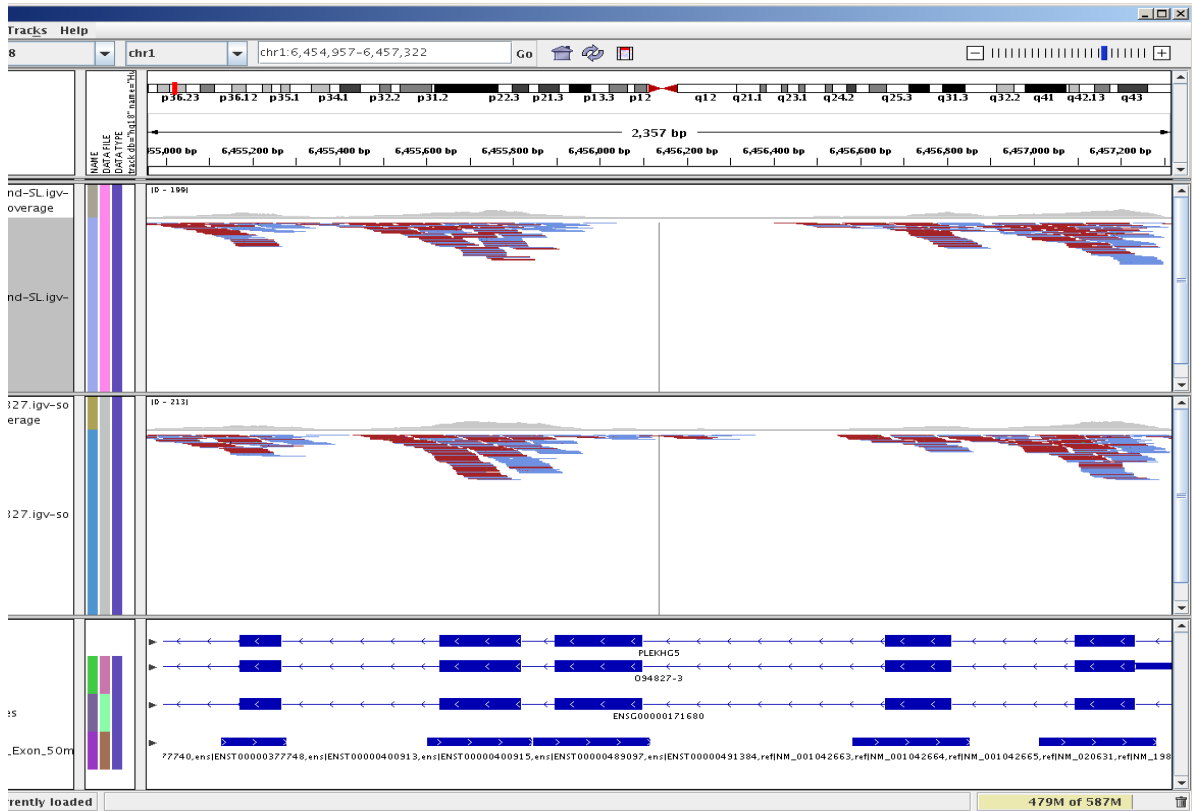 Tracks Help
8 chr1 chr1:6,454,957-6,457,322 Go
NAME
DATA FILE
DATA TYPE
p36.23 p36.12 p35.1 p34.1 p32.2 p31.2 p22.3 p21.3 p13.3 p12 q12 q21.1 q23.1 q24.2 q25.3 q31.3 q32.2 q41 q42.13 q43
2,357 bp
55,000 bp 6,455,200 bp 6,455,400 bp 6,455,600 bp 6,455,800 bp 6,456,000 bp 6,456,200 bp 6,456,400 bp 6,456,600 bp 6,456,800 bp 6,457,000 bp 6,457,200 bp
nd-SL.igv-
overage
[0 - 199]
nd-SL.igv-
327.igv-so
erage
[0 - 213]
327.igv-so
PLEKHG5
O94827-3
ENSG00000171680
es
_Exon_50m
77740,ens|ENST00000377748,ens|ENST00000400913,ens|ENST00000400915,ens|ENST00000489097,ens|ENST00000491384,ref|NM_001042663,ref|NM_001042664,ref|NM_001042665,ref|NM_020631,ref|NM_198
rrently loaded
479M of 587M